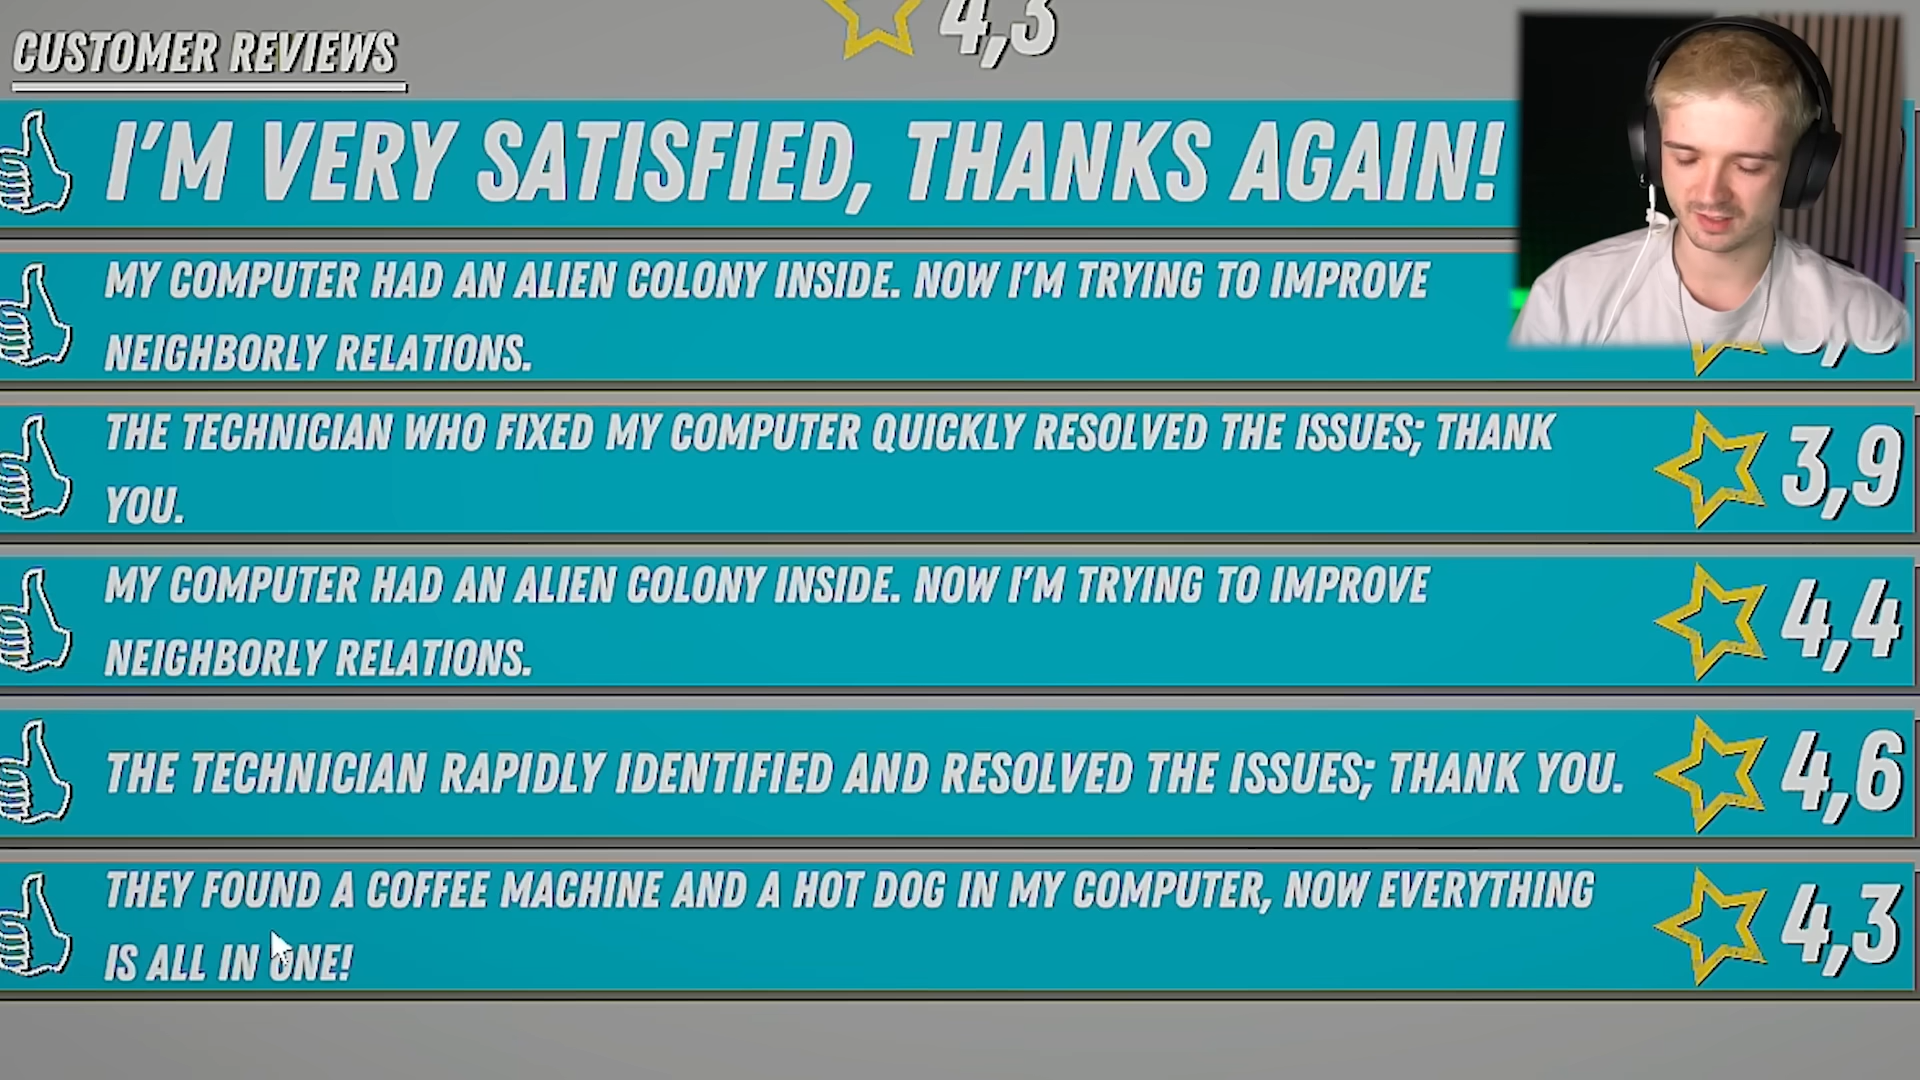 4,3
CUSTOMER REVIEWS
I'M VERY SATISFIED, THANKS AGAIN!
MY COMPUTER HAD AN ALIEN COLONY INSIDE. NOW I'M TRYING TO IMPROVE
NEIGHBORLY RELATIONS.
THE TECHNICIAN WHO FIXED MY COMPUTER QUICKLY RESOLVED THE ISSUES; THANK
YOU.
3,9
MY COMPUTER HAD AN ALIEN COLONY INSIDE. NOW I'M TRYING TO IMPROVE
NEIGHBORLY RELATIONS.
4,4
THE TECHNICIAN RAPIDLY IDENTIFIED AND RESOLVED THE ISSUES; THANK YOU.
4,6
THEY FOUND A COFFEE MACHINE AND A HOT DOG IN MY COMPUTER, NOW EVERYTHING
IS ALL IN ONE!
4,3